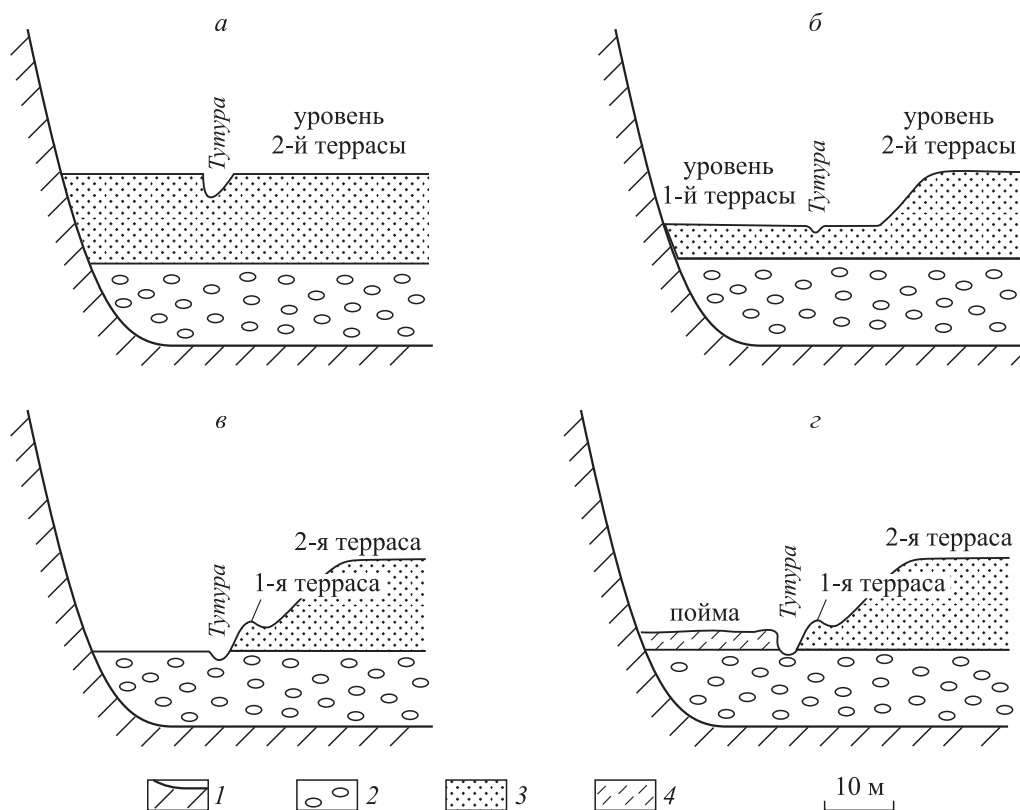 а
Тутура
уровень
2-й террасы
б
уровень
1-й террасы
Тутура
уровень
2-й террасы
в
Тутура
1-я терраса
2-я терраса
г
пойма
Тутура
1-я терраса
2-я терраса
1
2
3
4
10 м